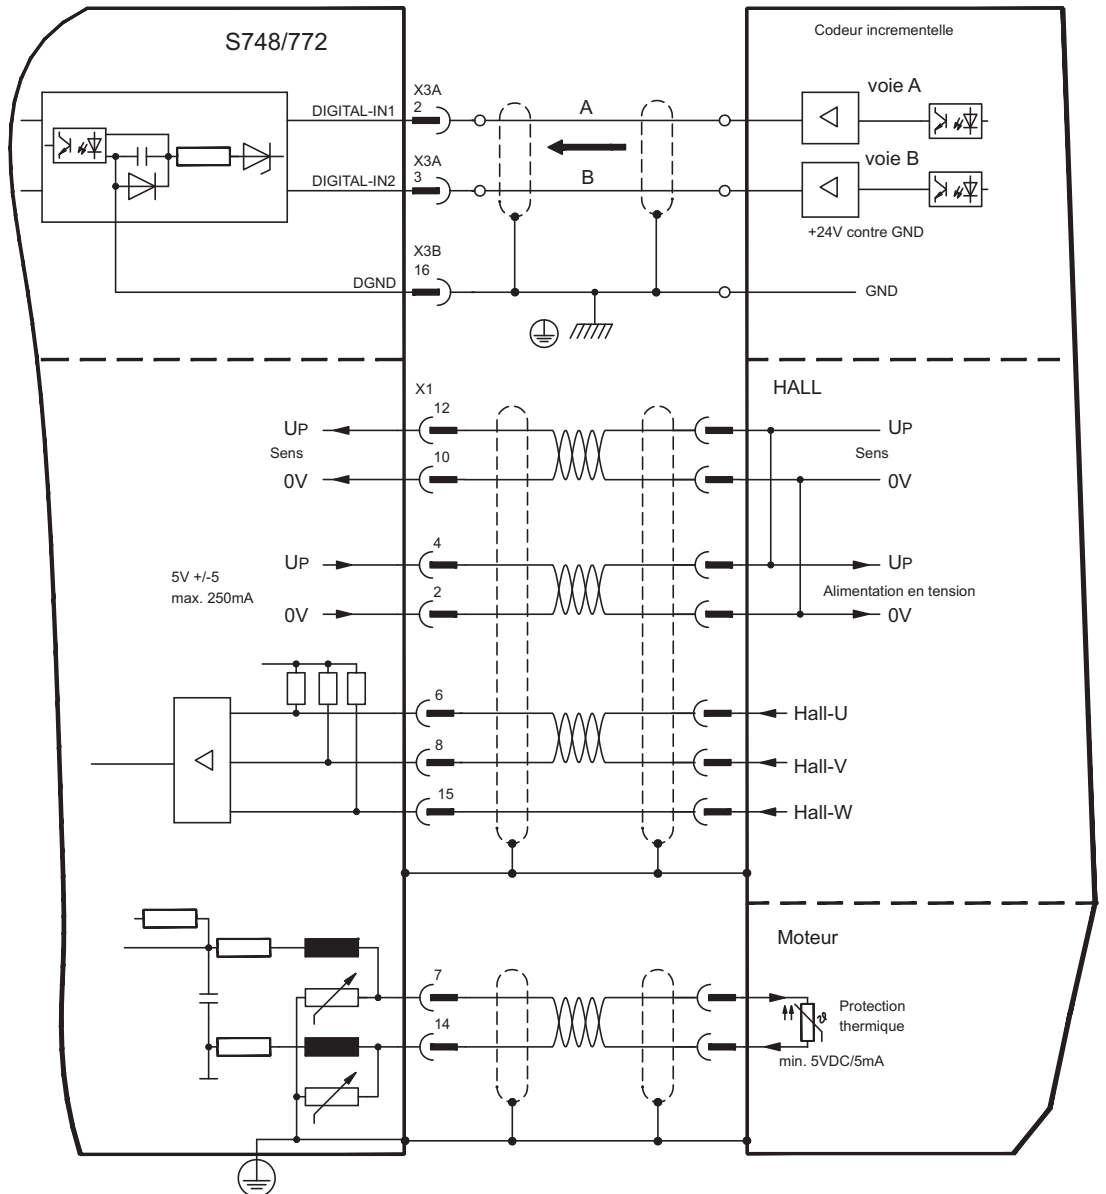 S748/772
Codeur incrementelle
X3A
2
DIGITAL-IN1
A
voie A
X3A
3
DIGITAL-IN2
B
voie B
+24V contre GND
X3B
16
DGND
GND
X1
HALL
12
UP
UP
Sens
Sens
10
0V
0V
4
UP
UP
5V +/-5
max. 250mA
Alimentation en tension
2
0V
0V
6
Hall-U
8
Hall-V
15
Hall-W
Moteur
7
Protection
thermique
ϑ
14
min. 5VDC/5mA